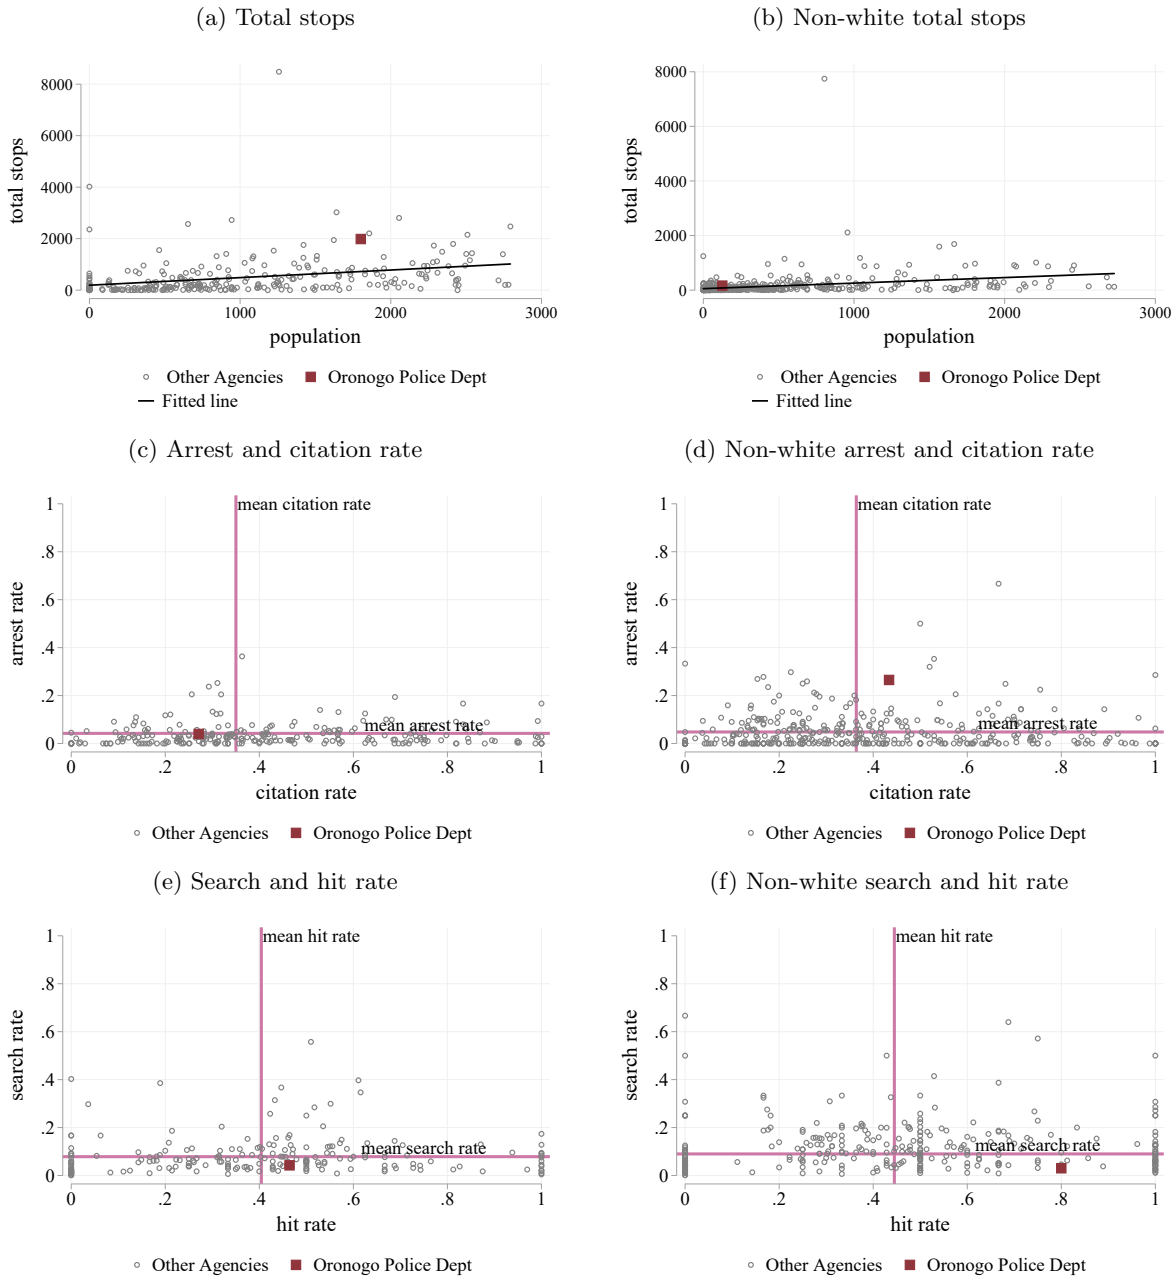 (a) Total stops
(b) Non-white total stops
8000
6000
4000
2000
0
total stops
0 1000 2000 3000
population
Other Agencies Oronogo Police Dept
Fitted line
8000
6000
4000
2000
0
total stops
0 1000 2000 3000
population
Other Agencies Oronogo Police Dept
Fitted line
(c) Arrest and citation rate
(d) Non-white arrest and citation rate
1
.8
.6
.4
.2
0
arrest rate
mean citation rate
mean arrest rate
0 .2 .4 .6 .8 1
citation rate
Other Agencies Oronogo Police Dept
1
.8
.6
.4
.2
0
arrest rate
mean citation rate
mean arrest rate
0 .2 .4 .6 .8 1
citation rate
Other Agencies Oronogo Police Dept
(e) Search and hit rate
(f) Non-white search and hit rate
1
.8
.6
.4
.2
0
search rate
mean hit rate
mean search rate
0 .2 .4 .6 .8 1
hit rate
Other Agencies Oronogo Police Dept
1
.8
.6
.4
.2
0
search rate
mean hit rate
mean search rate
0 .2 .4 .6 .8 1
hit rate
Other Agencies Oronogo Police Dept